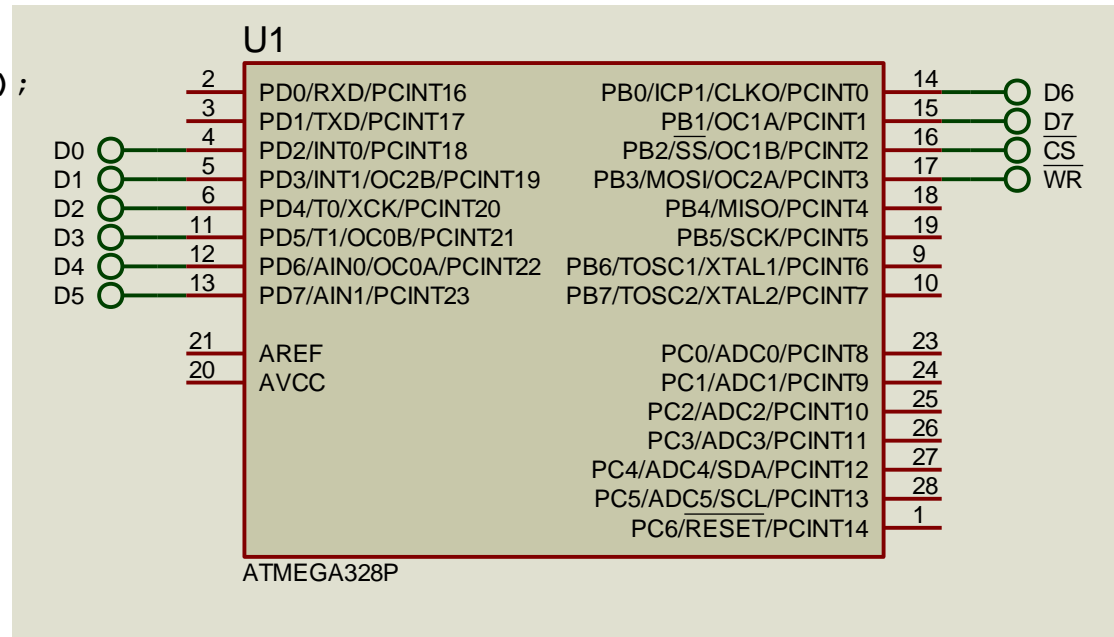 );
U1
2 PD0/RXD/PCINT16
3 PD1/TXD/PCINT17
D0 4 PD2/INT0/PCINT18
D1 5 PD3/INT1/OC2B/PCINT19
D2 6 PD4/T0/XCK/PCINT20
D3 11 PD5/T1/OC0B/PCINT21
D4 12 PD6/AIN0/OC0A/PCINT22
D5 13 PD7/AIN1/PCINT23
21 AREF
20 AVCC
PB0/ICP1/CLKO/PCINT0 14 D6
PB1/OC1A/PCINT1 15 D7
PB2/SS/OC1B/PCINT2 16 CS
PB3/MOSI/OC2A/PCINT3 17 WR
PB4/MISO/PCINT4 18
PB5/SCK/PCINT5 19
PB6/TOSC1/XTAL1/PCINT6 9
PB7/TOSC2/XTAL2/PCINT7 10
PC0/ADC0/PCINT8 23
PC1/ADC1/PCINT9 24
PC2/ADC2/PCINT10 25
PC3/ADC3/PCINT11 26
PC4/ADC4/SDA/PCINT12 27
PC5/ADC5/SCL/PCINT13 28
PC6/RESET/PCINT14 1
ATMEGA328P